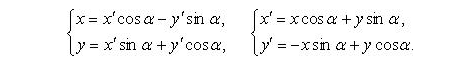 x = x′cos α − y′sin α,   x′ = x cos α + y sin α,
y = x′sin α + y′cos α,   y′ = −x sin α + y cos α.